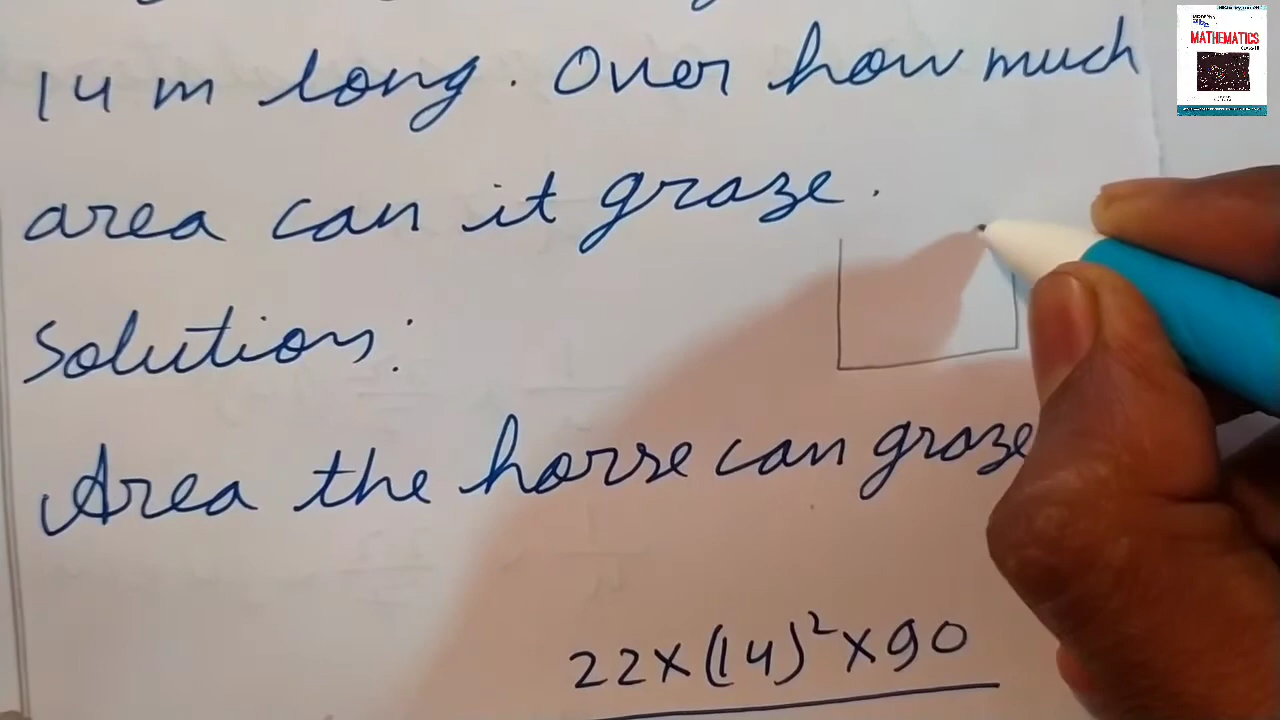 14 m long. Over how much
area can it graze.
Solution:
Area the horse can graze
22×(14)²×90
MATHEMATICS